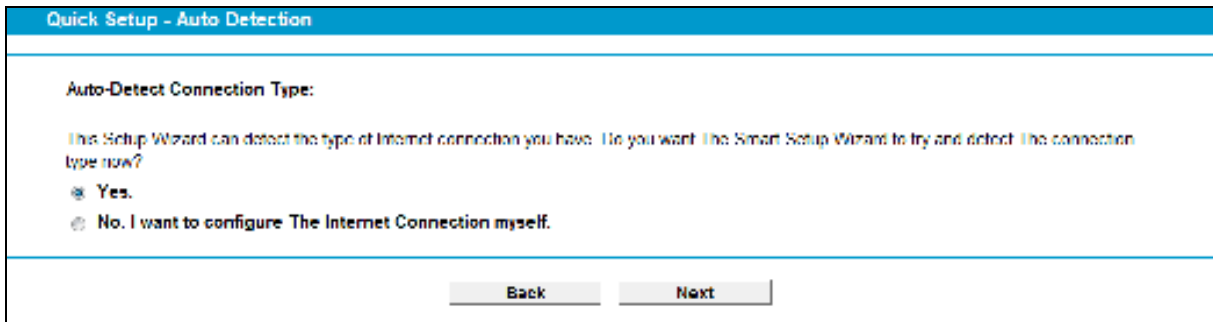 Quick Setup - Auto Detection
Auto-Detect Connection Type:
This Setup Wizard can detect the type of Internet connection you have. Do you want The Smart Setup Wizard to try and detect The connection
type now?
Yes.
No. I want to configure The Internet Connection myself.
Back Next